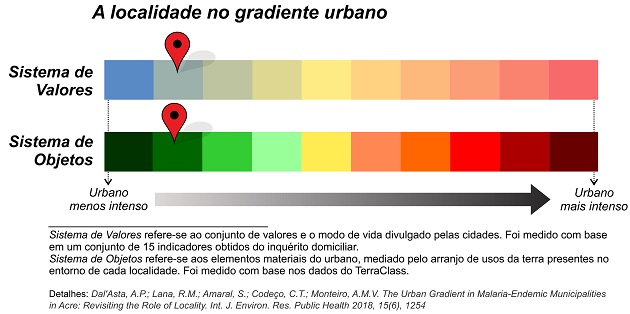 A localidade no gradiente urbano
Sistema de
Valores
Sistema de
Objetos
Urbano
menos intenso
Urbano
mais intenso
Sistema de Valores refere-se ao conjunto de valores e o modo de vida divulgado pelas cidades. Foi medido com base
em um conjunto de 15 indicadores obtidos do inquérito domiciliar.
Sistema de Objetos refere-se aos elementos materiais do urbano, mediado pelo arranjo de usos da terra presentes no
entorno de cada localidade. Foi medido com base nos dados do TerraClass.
Detalhes: Dal'Asta, A.P.; Lana, R.M.; Amaral, S.; Codeço, C.T.; Monteiro, A.M.V. The Urban Gradient in Malaria-Endemic Municipalities
in Acre: Revisiting the Role of Locality. Int. J. Environ. Res. Public Health 2018, 15(6), 1254